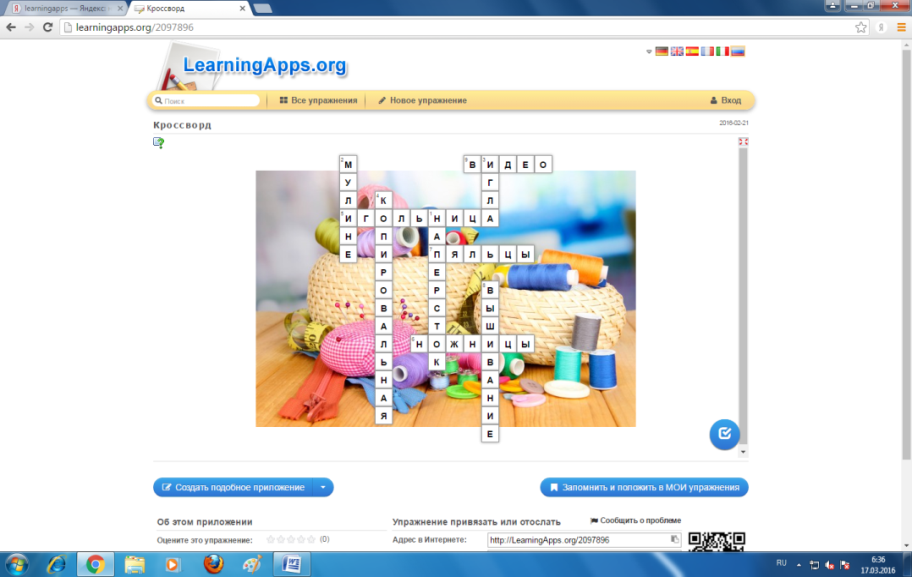 learningapps — Яндекс
Кроссворд
learningapps.org/2097896
LearningApps.org
Поиск
Все упражнения
Новое упражнение
Вход
Кроссворд
2016-02-21
МУЛИНЕ
ВИДЕО
ИГЛА
КОПИРОВАЛЬНАЯ
ИГОЛЬНИЦА
НАПЕРСТОК
ПЯЛЬЦЫ
ВЫШИВАНИЕ
НОЖНИЦЫ
Создать подобное приложение
Запомнить и положить в МОИ упражнения
Об этом приложении
Упражнение привязать или отослать
Сообщить о проблеме
Оцените это упражнение:
(0)
Адрес в Интернете:
http://LearningApps.org/2097896
RU
6:36
17.03.2016